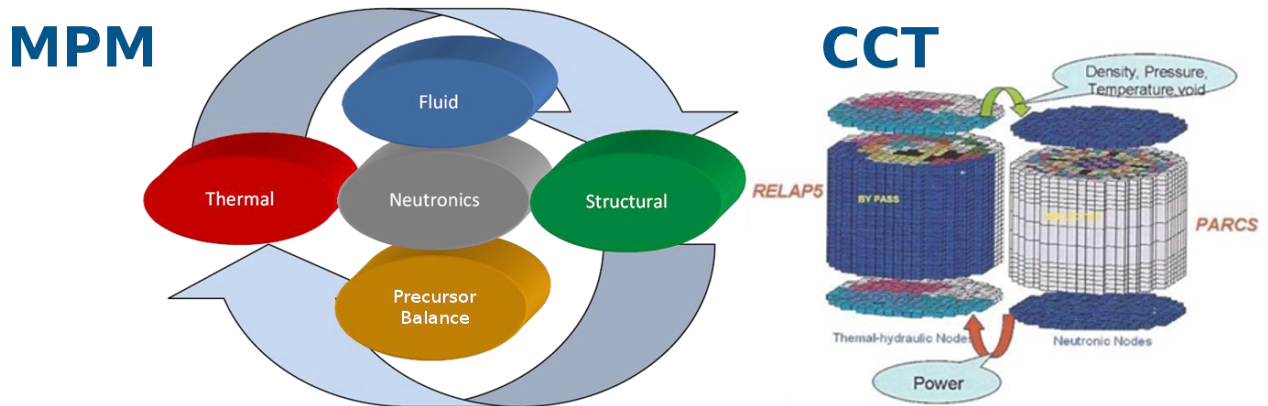 MPM
Fluid
Thermal
Neutronics
Structural
Precursor
Balance
CCT
Density, Pressure,
Temperature,void
RELAP5
BY PASS
PARCS
Themal-hydraulic Nodes
Neutronic Nodes
Power